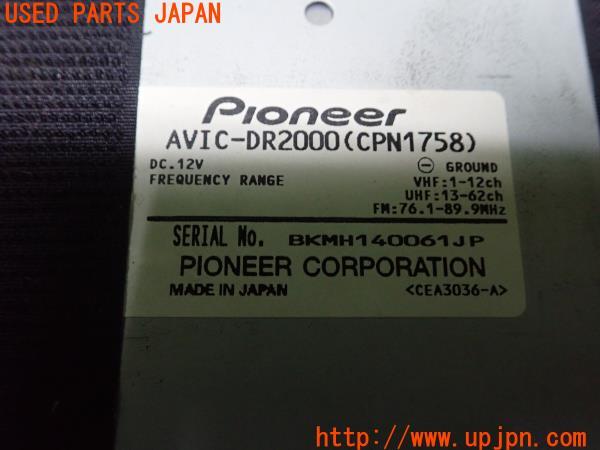 USED PARTS JAPAN
Pioneer
AVIC-DR2000(CPN1758)
DC.12V ⊖ GROUND
FREQUENCY RANGE VHF:1-12ch
UHF:13-62ch
FM:76.1-89.9MHz
SERIAL No. BKMH140061JP
PIONEER CORPORATION
MADE IN JAPAN <CEA3036-A>
http://www.upjpn.com/